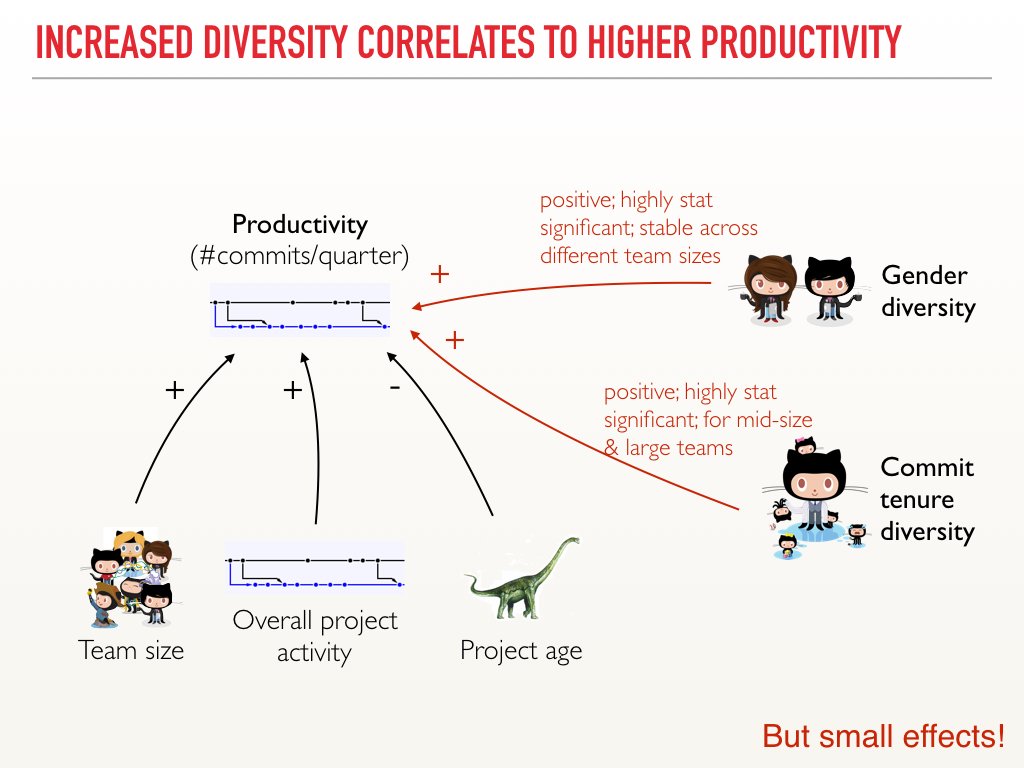 INCREASED DIVERSITY CORRELATES TO HIGHER PRODUCTIVITY
positive; highly stat
significant; stable across
different team sizes
Productivity
(#commits/quarter)
+
Gender
diversity
+
+
+
-
positive; highly stat
significant; for mid-size
& large teams
Commit
tenure
diversity
Overall project
activity
Team size
Project age
But small effects!